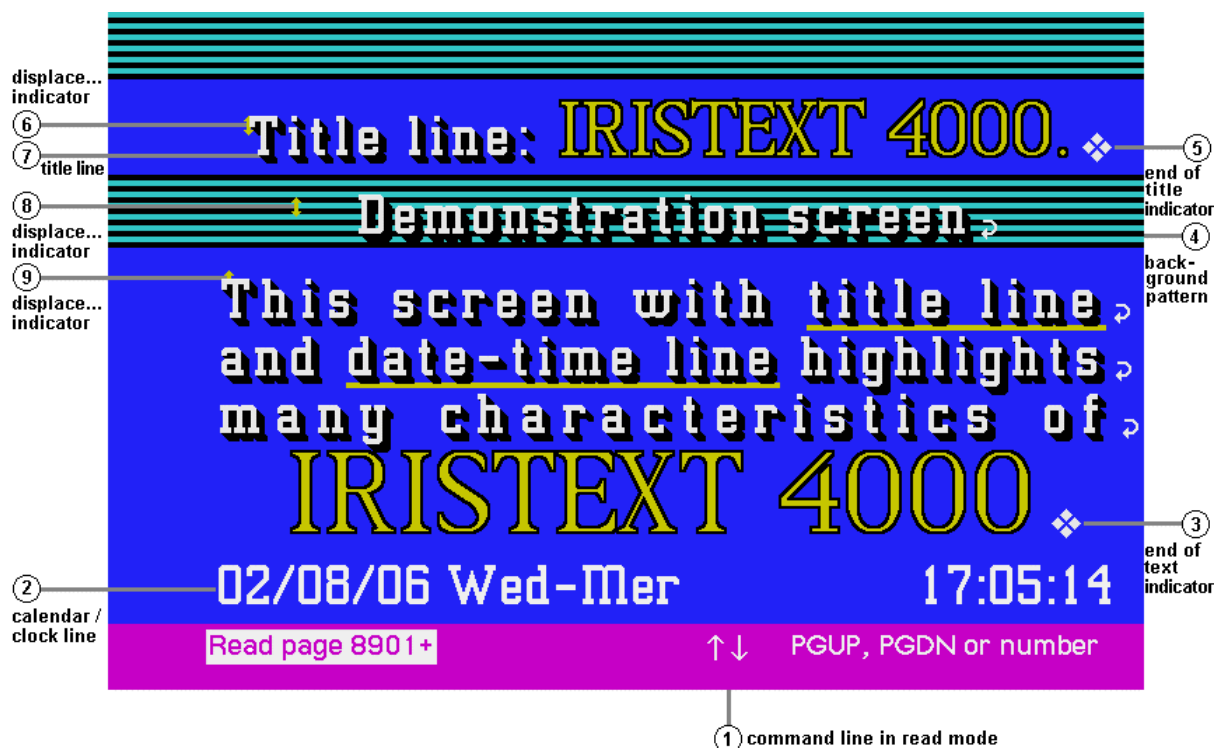 displace...
indicator
6
7
title line
Title line: IRISTEXT 4000.
5
end of
title
indicator
8
displace...
indicator
Demonstration screen
4
back-
ground
pattern
9
displace...
indicator
This screen with title line
and date-time line highlights
many characteristics of
IRISTEXT 4000
3
end of
text
indicator
2
calendar /
clock line
02/08/06 Wed-Mer 17:05:14
Read page 8901+ ↑↓ PGUP, PGDN or number
1 command line in read mode